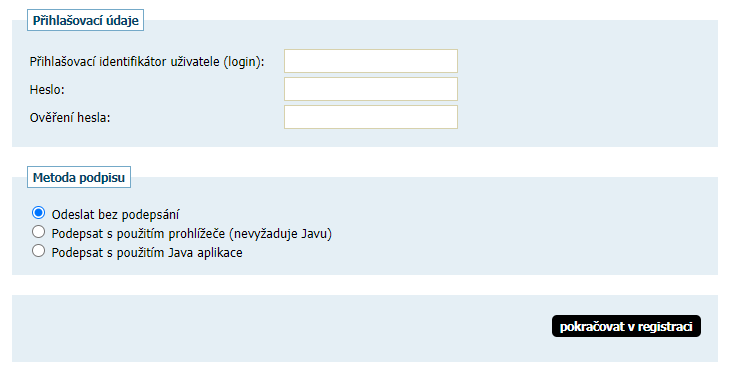 Přihlašovací údaje
Přihlašovací identifikátor uživatele (login):
Heslo:
Ověření hesla:
Metoda podpisu
Odeslat bez podepsání
Podepsat s použitím prohlížeče (nevyžaduje Javu)
Podepsat s použitím Java aplikace
pokračovat v registraci